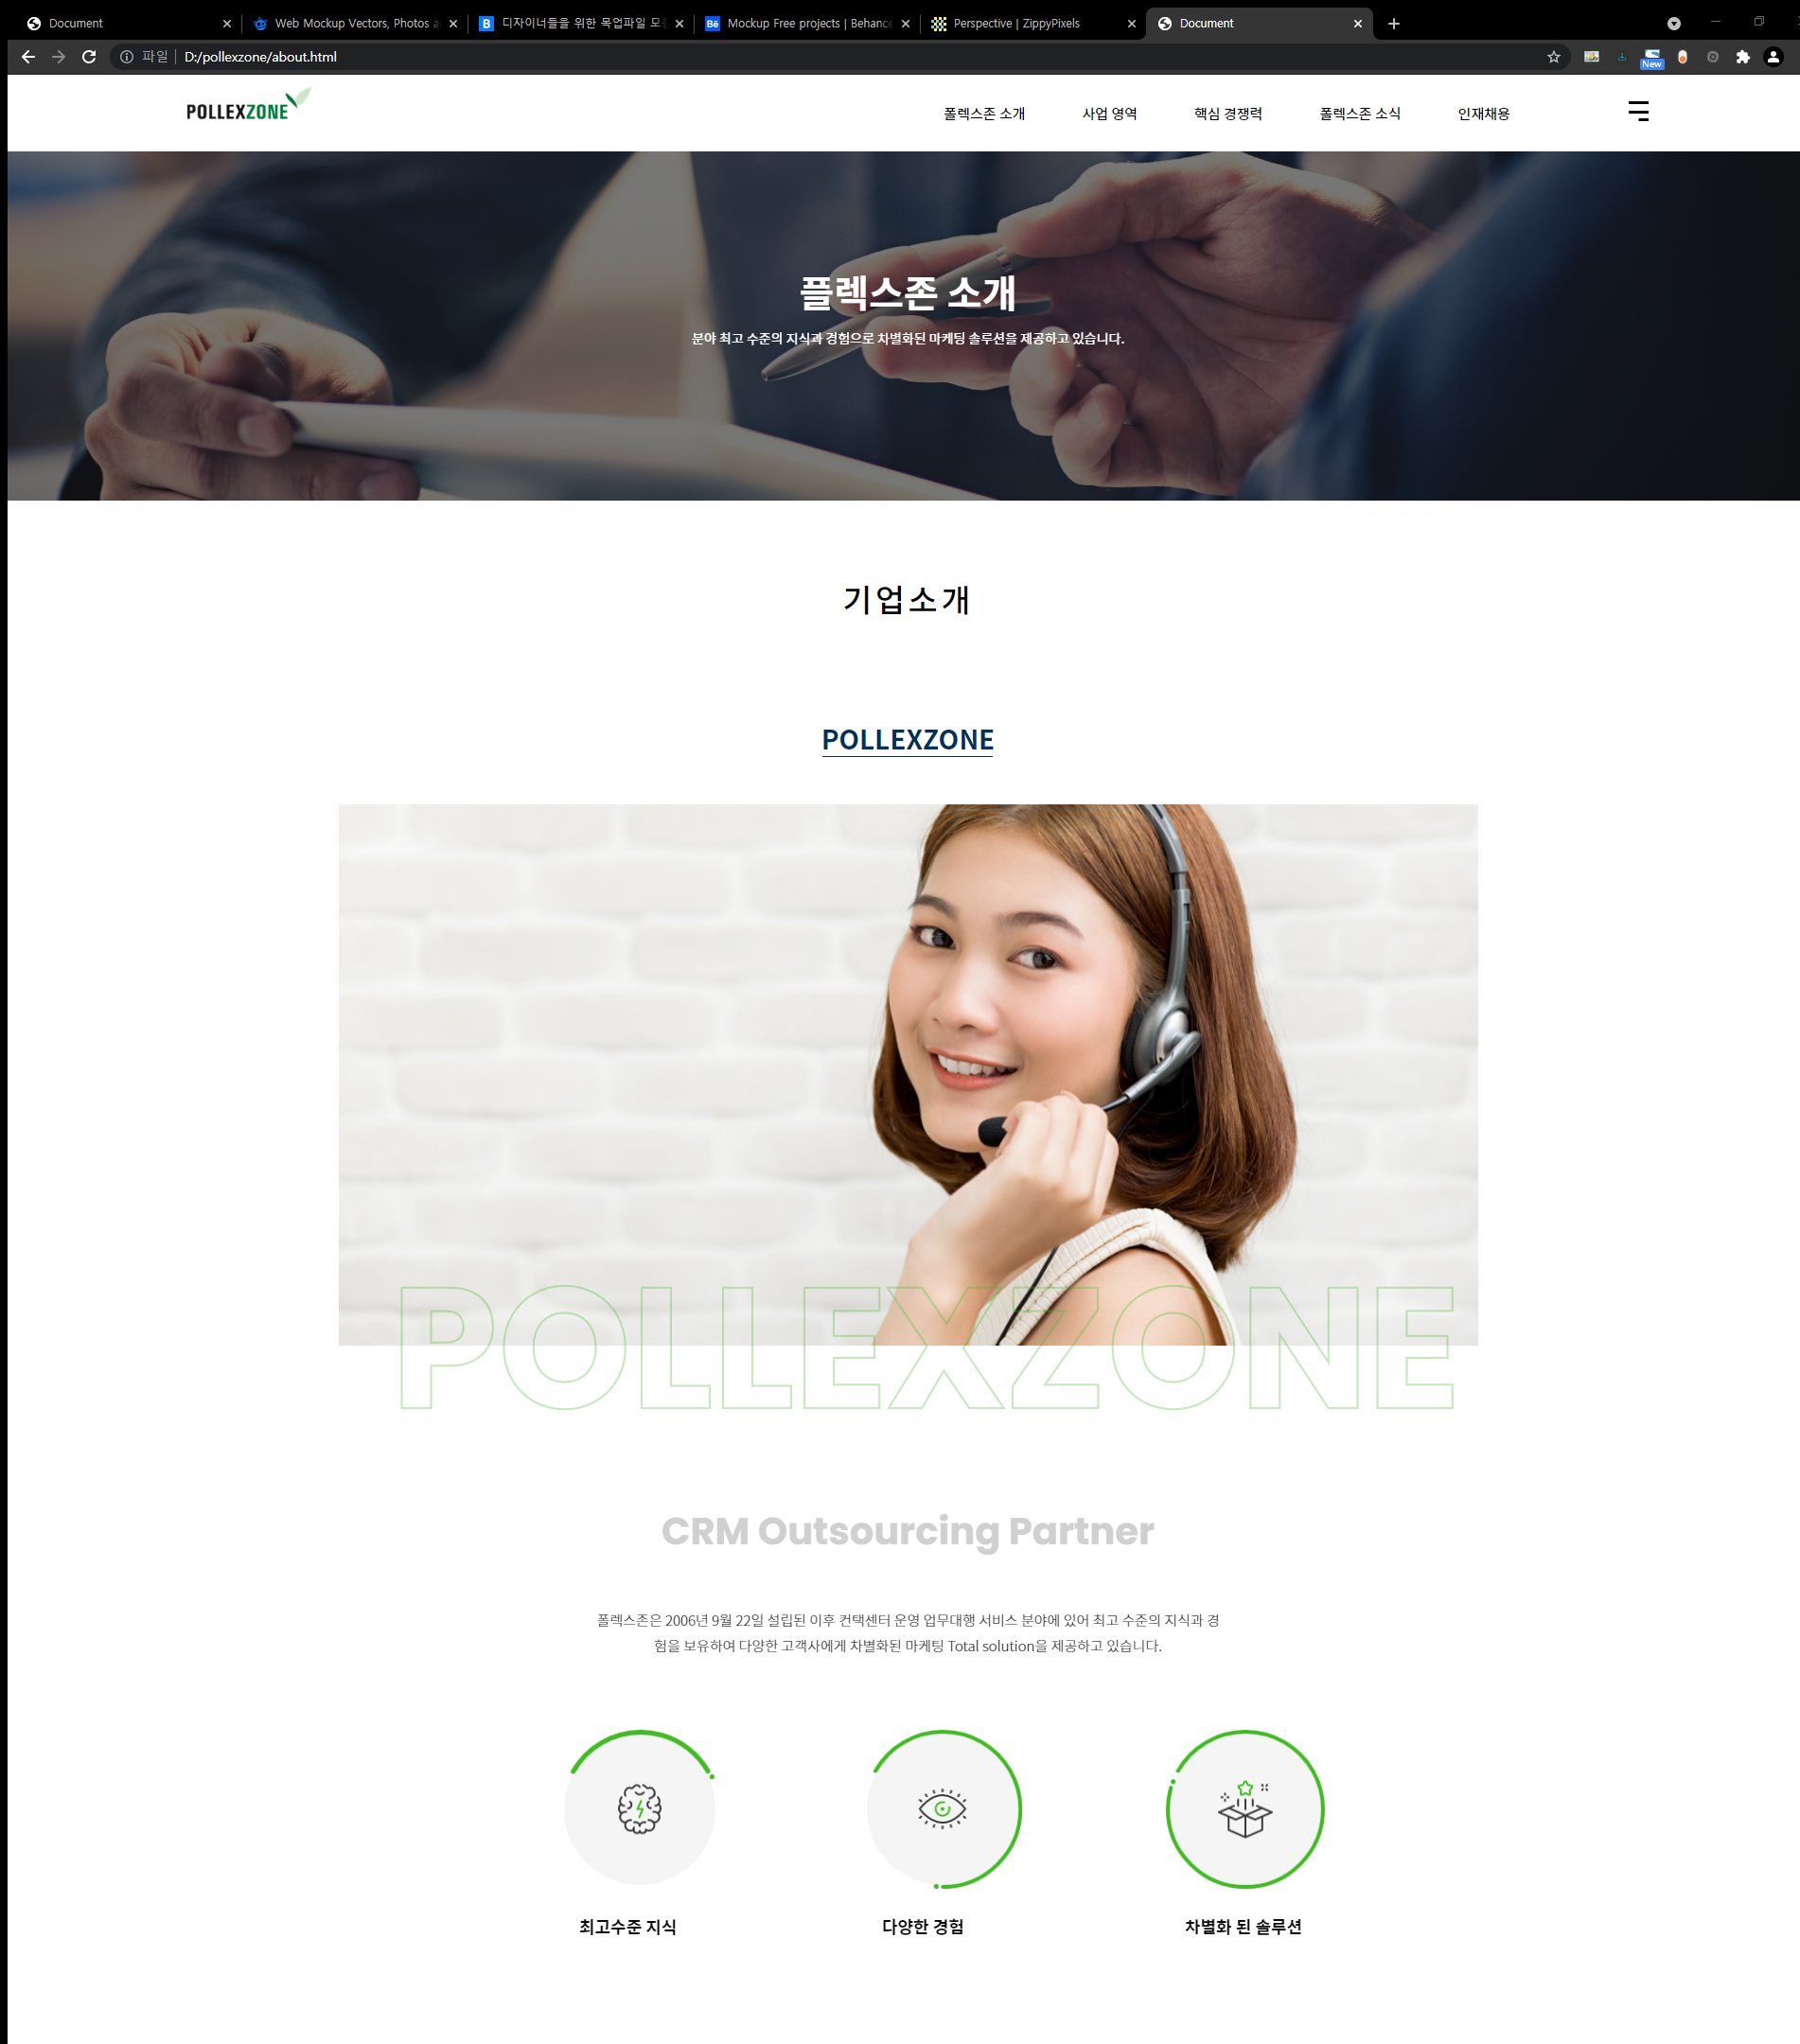 Document
Web Mockup Vectors, Photos a
디자이너들을 위한 목업파일 모음
Mockup Free projects | Behance
Perspective | ZippyPixels
Document
파일 | D:/pollexzone/about.html
New
POLLEXZONE
폴렉스존 소개
사업 영역
핵심 경쟁력
폴렉스존 소식
인재채용
플렉스존 소개
분야 최고 수준의 지식과 경험으로 차별화된 마케팅 솔루션을 제공하고 있습니다.
기업소개
POLLEXZONE
POLLEXZONE
CRM Outsourcing Partner
폴렉스존은 2006년 9월 22일 설립된 이후 컨택센터 운영 업무대행 서비스 분야에 있어 최고 수준의 지식과 경
험을 보유하여 다양한 고객사에게 차별화된 마케팅 Total solution을 제공하고 있습니다.
최고수준 지식
다양한 경험
차별화 된 솔루션